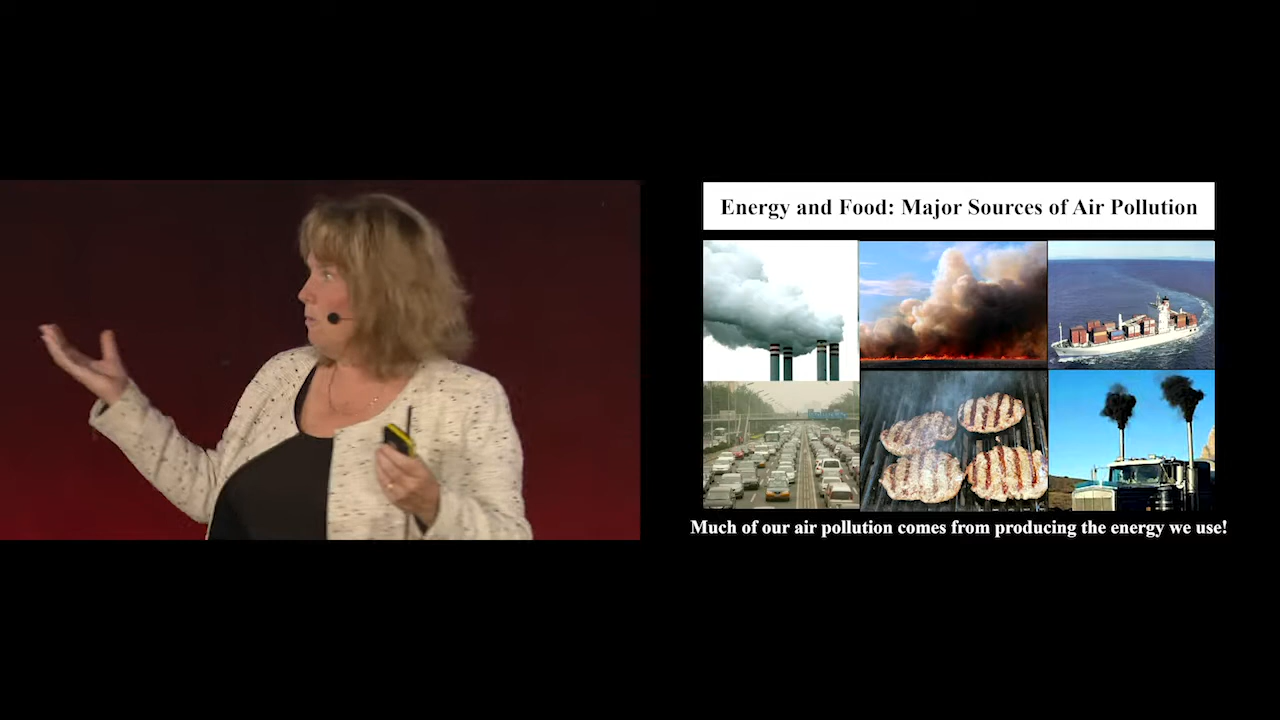 Energy and Food: Major Sources of Air Pollution
Much of our air pollution comes from producing the energy we use!